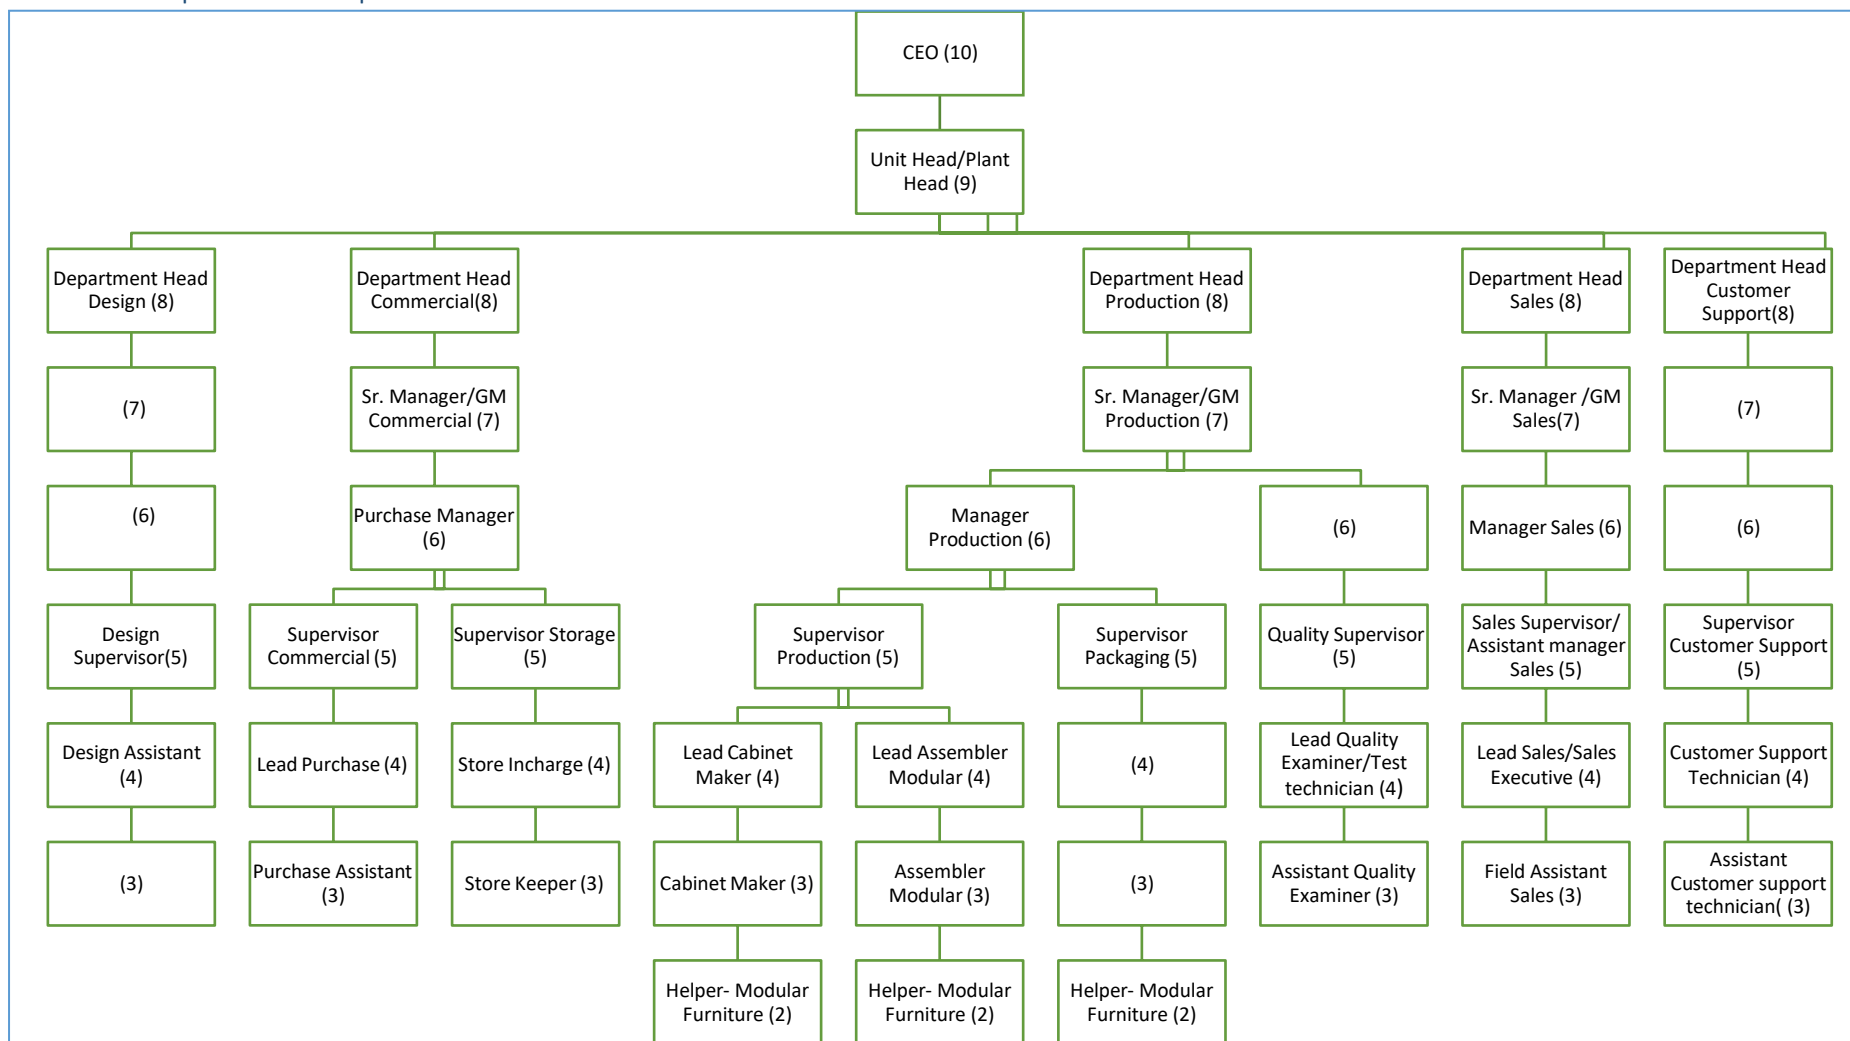 CEO (10)
Unit Head/Plant
Head (9)
Department Head
Design (8)
Department Head
Commercial(8)
Department Head
Production (8)
Department Head
Sales (8)
Department Head
Customer
Support(8)
(7)
Sr. Manager/GM
Commercial (7)
Sr. Manager/GM
Production (7)
Sr. Manager /GM
Sales(7)
(7)
(6)
Purchase Manager
(6)
Manager
Production (6)
(6)
Manager Sales (6)
(6)
Design
Supervisor(5)
Supervisor
Commercial (5)
Supervisor Storage
(5)
Supervisor
Production (5)
Supervisor
Packaging (5)
Quality Supervisor
(5)
Sales Supervisor/
Assistant manager
Sales (5)
Supervisor
Customer Support
(5)
Design Assistant
(4)
Lead Purchase (4)
Store Incharge (4)
Lead Cabinet
Maker (4)
Lead Assembler
Modular (4)
(4)
Lead Quality
Examiner/Test
technician (4)
Lead Sales/Sales
Executive (4)
Customer Support
Technician (4)
(3)
Purchase Assistant
(3)
Store Keeper (3)
Cabinet Maker (3)
Assembler
Modular (3)
(3)
Assistant Quality
Examiner (3)
Field Assistant
Sales (3)
Assistant
Customer support
technician( (3)
Helper- Modular
Furniture (2)
Helper- Modular
Furniture (2)
Helper- Modular
Furniture (2)